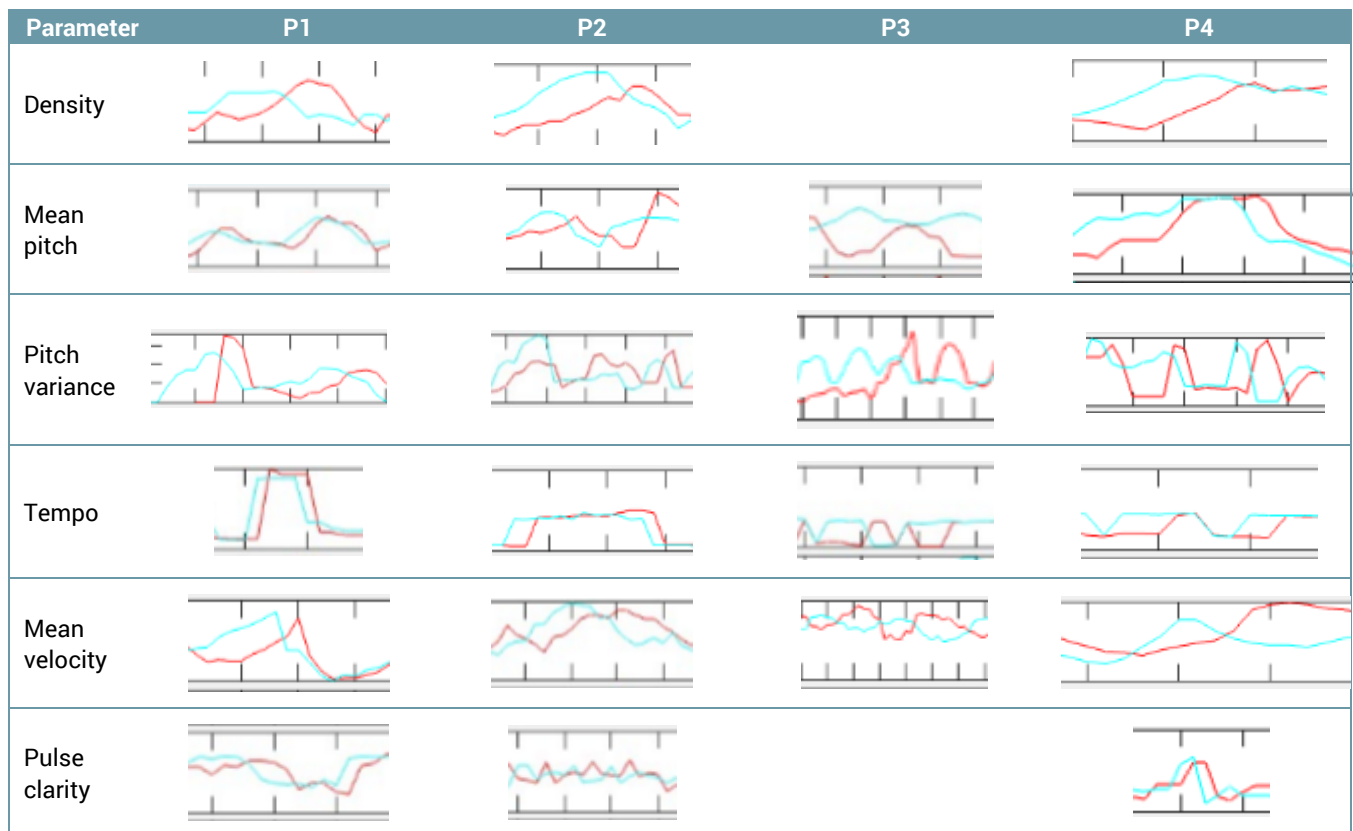 Parameter P1 P2 P3 P4
Density
Mean
pitch
Pitch
variance
Tempo
Mean
velocity
Pulse
clarity